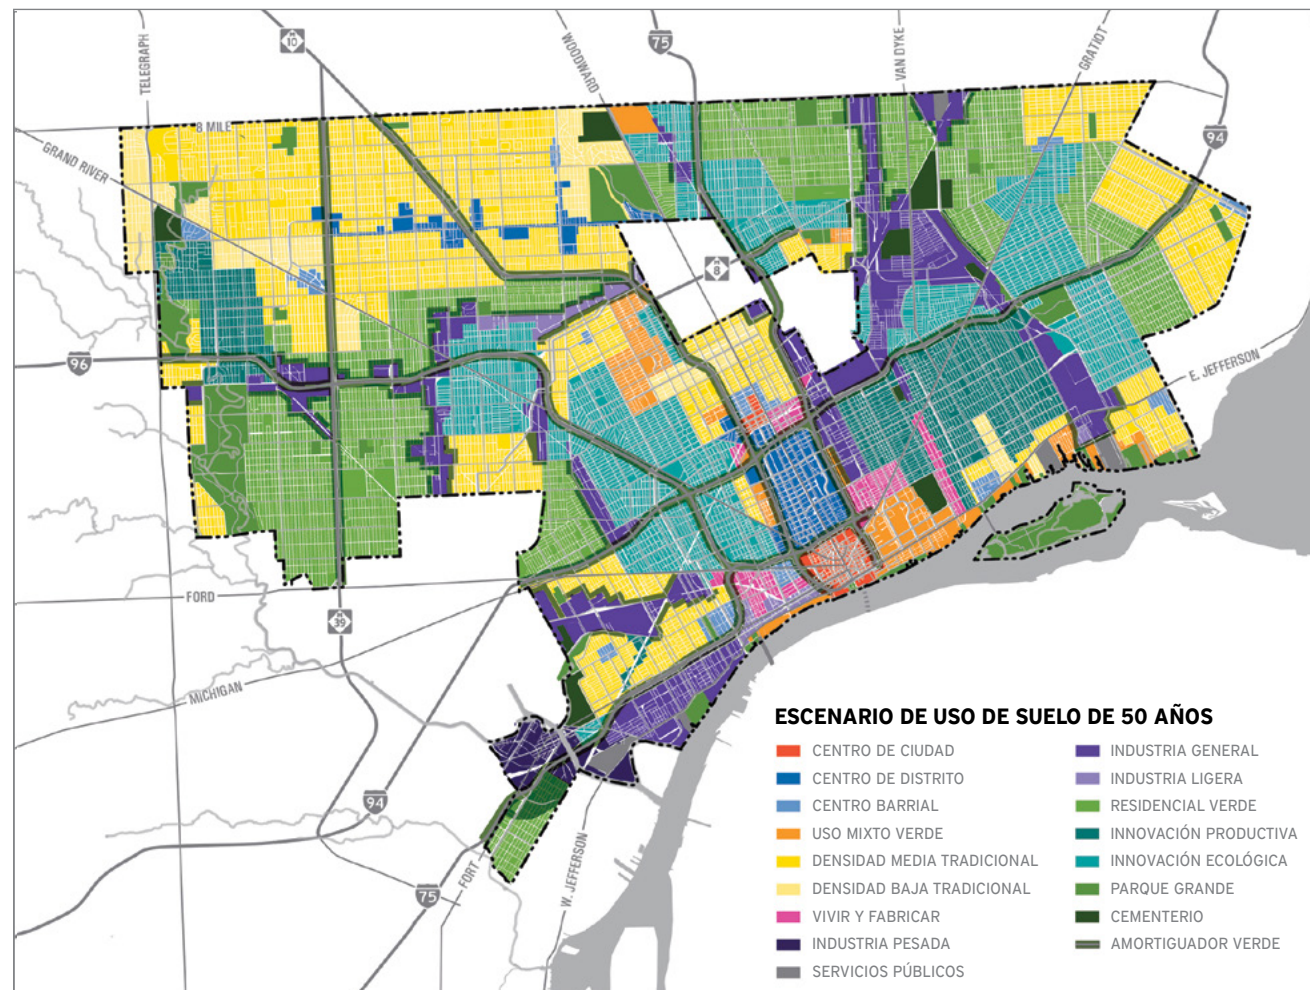 TELEGRAPH
M
10
WOODWARD
75
VAN DYKE
GRATIOT
8 MILE
GRAND RIVER
94
M
8
96
E. JEFFERSON
FORD
M
39
MICHIGAN
94
75
FORT
W. JEFFERSON
ESCENARIO DE USO DE SUELO DE 50 AÑOS
CENTRO DE CIUDAD
CENTRO DE DISTRITO
CENTRO BARRIAL
USO MIXTO VERDE
DENSIDAD MEDIA TRADICIONAL
DENSIDAD BAJA TRADICIONAL
VIVIR Y FABRICAR
INDUSTRIA PESADA
SERVICIOS PÚBLICOS
INDUSTRIA GENERAL
INDUSTRIA LIGERA
RESIDENCIAL VERDE
INNOVACIÓN PRODUCTIVA
INNOVACIÓN ECOLÓGICA
PARQUE GRANDE
CEMENTERIO
AMORTIGUADOR VERDE